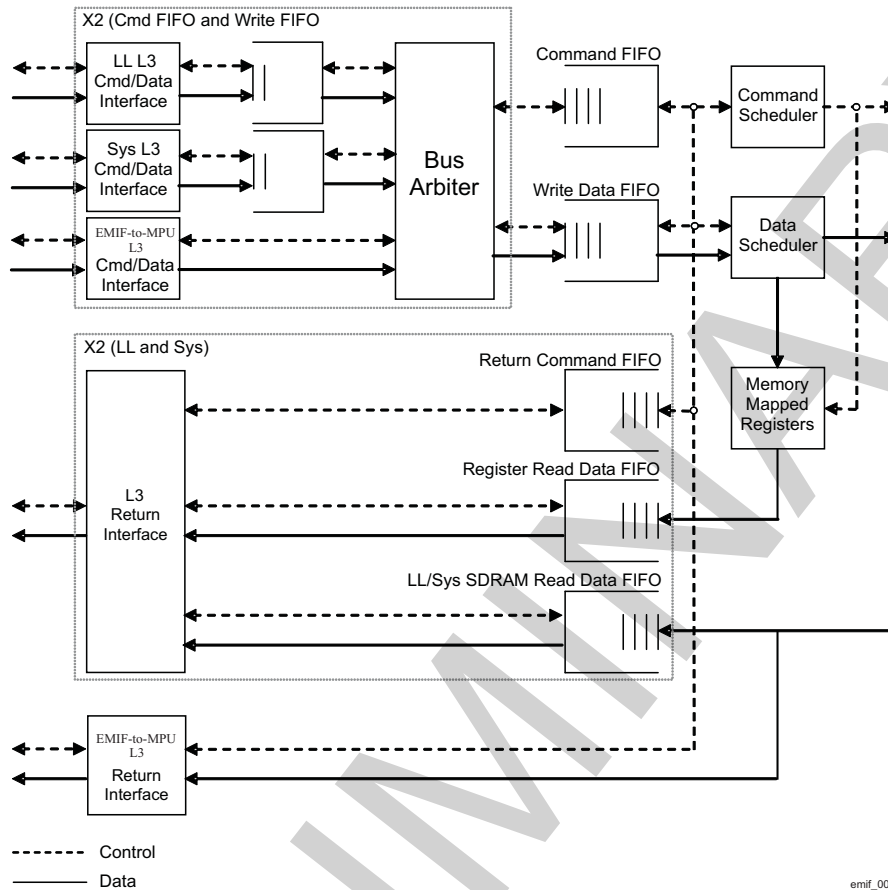 X2 (Cmd FIFO and Write FIFO
LL L3
Cmd/Data
Interface
Sys L3
Cmd/Data
Interface
EMIF-to-MPU
L3
Cmd/Data
Interface
Bus
Arbiter
Command FIFO
Write Data FIFO
Command
Scheduler
Data
Scheduler
Memory
Mapped
Registers
X2 (LL and Sys)
L3
Return
Interface
Return Command FIFO
Register Read Data FIFO
LL/Sys SDRAM Read Data FIFO
EMIF-to-MPU
L3
Return
Interface
Control
Data